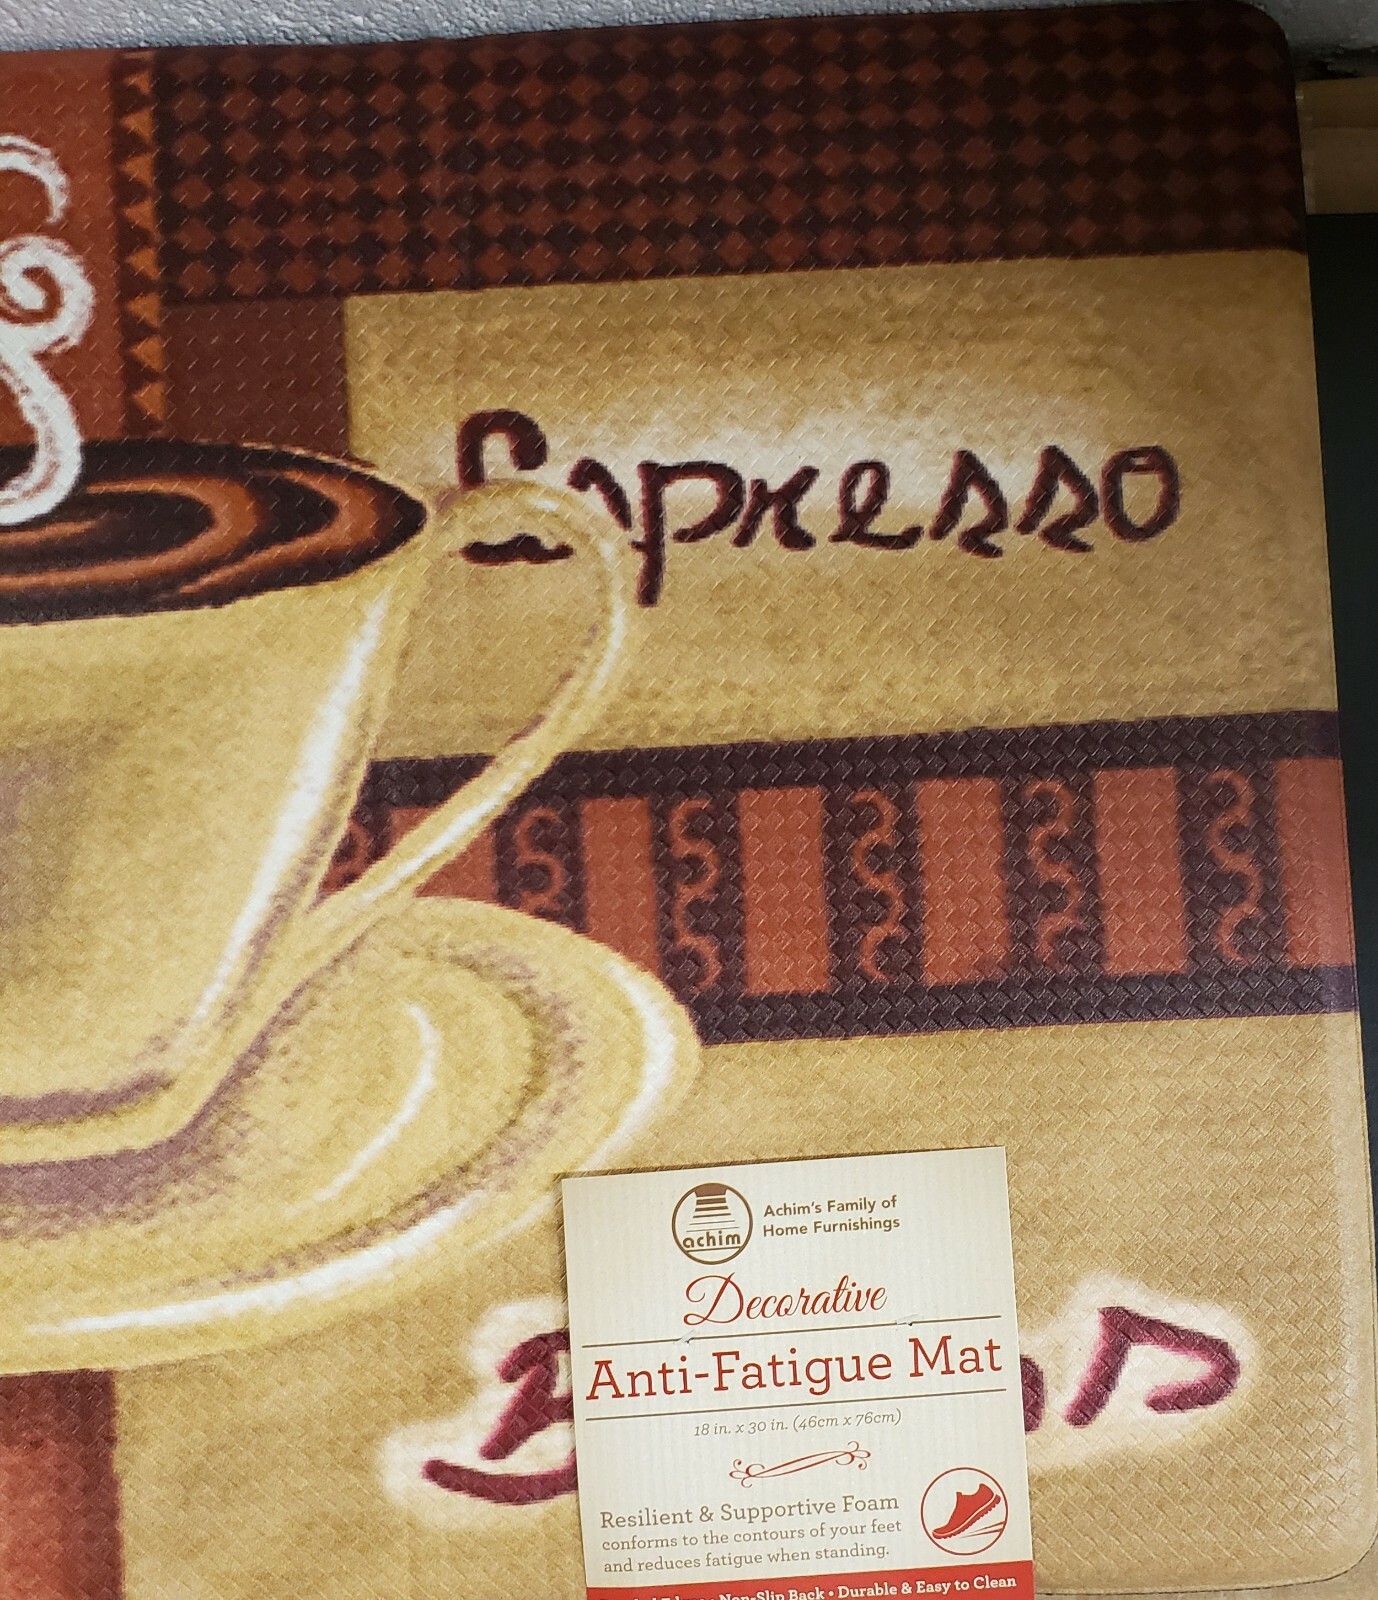 Espresso
achim
Achim's Family of
Home Furnishings
Decorative
Anti-Fatigue Mat
18 in. x 30 in. (46cm x 76cm)
Resilient & Supportive Foam
conforms to the contours of your feet
and reduces fatigue when standing.
Non-Slip Back • Durable & Easy to Clean